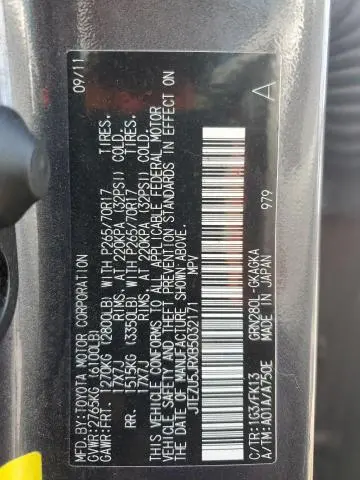 MFD.BY:TOYOTA MOTOR CORPORATION 09/11
GVWR:2765KG(6100LB)
GAWR:FRT. 1270KG(2800LB) WITH P265/70R17 TIRES.
17X7J RIMS. AT 220KPA (32PSI) COLD.
RR. 1515KG(3350LB) WITH P265/70R17 TIRES.
17X7J RIMS. AT 220KPA (32PSI) COLD.
THIS VEHICLE CONFORMS TO ALL APPLICABLE FEDERAL MOTOR
VEHICLE SAFETY, BUMPER, AND THEFT PREVENTION STANDARDS IN EFFECT
ON THE DATE OF MANUFACTURE SHOWN ABOVE.
JTEZU5JRXB5032171
MPV
A
C/TR:1G3/FK13 GRN280L-GKAGKA
A/TM:A01A/A750E 979